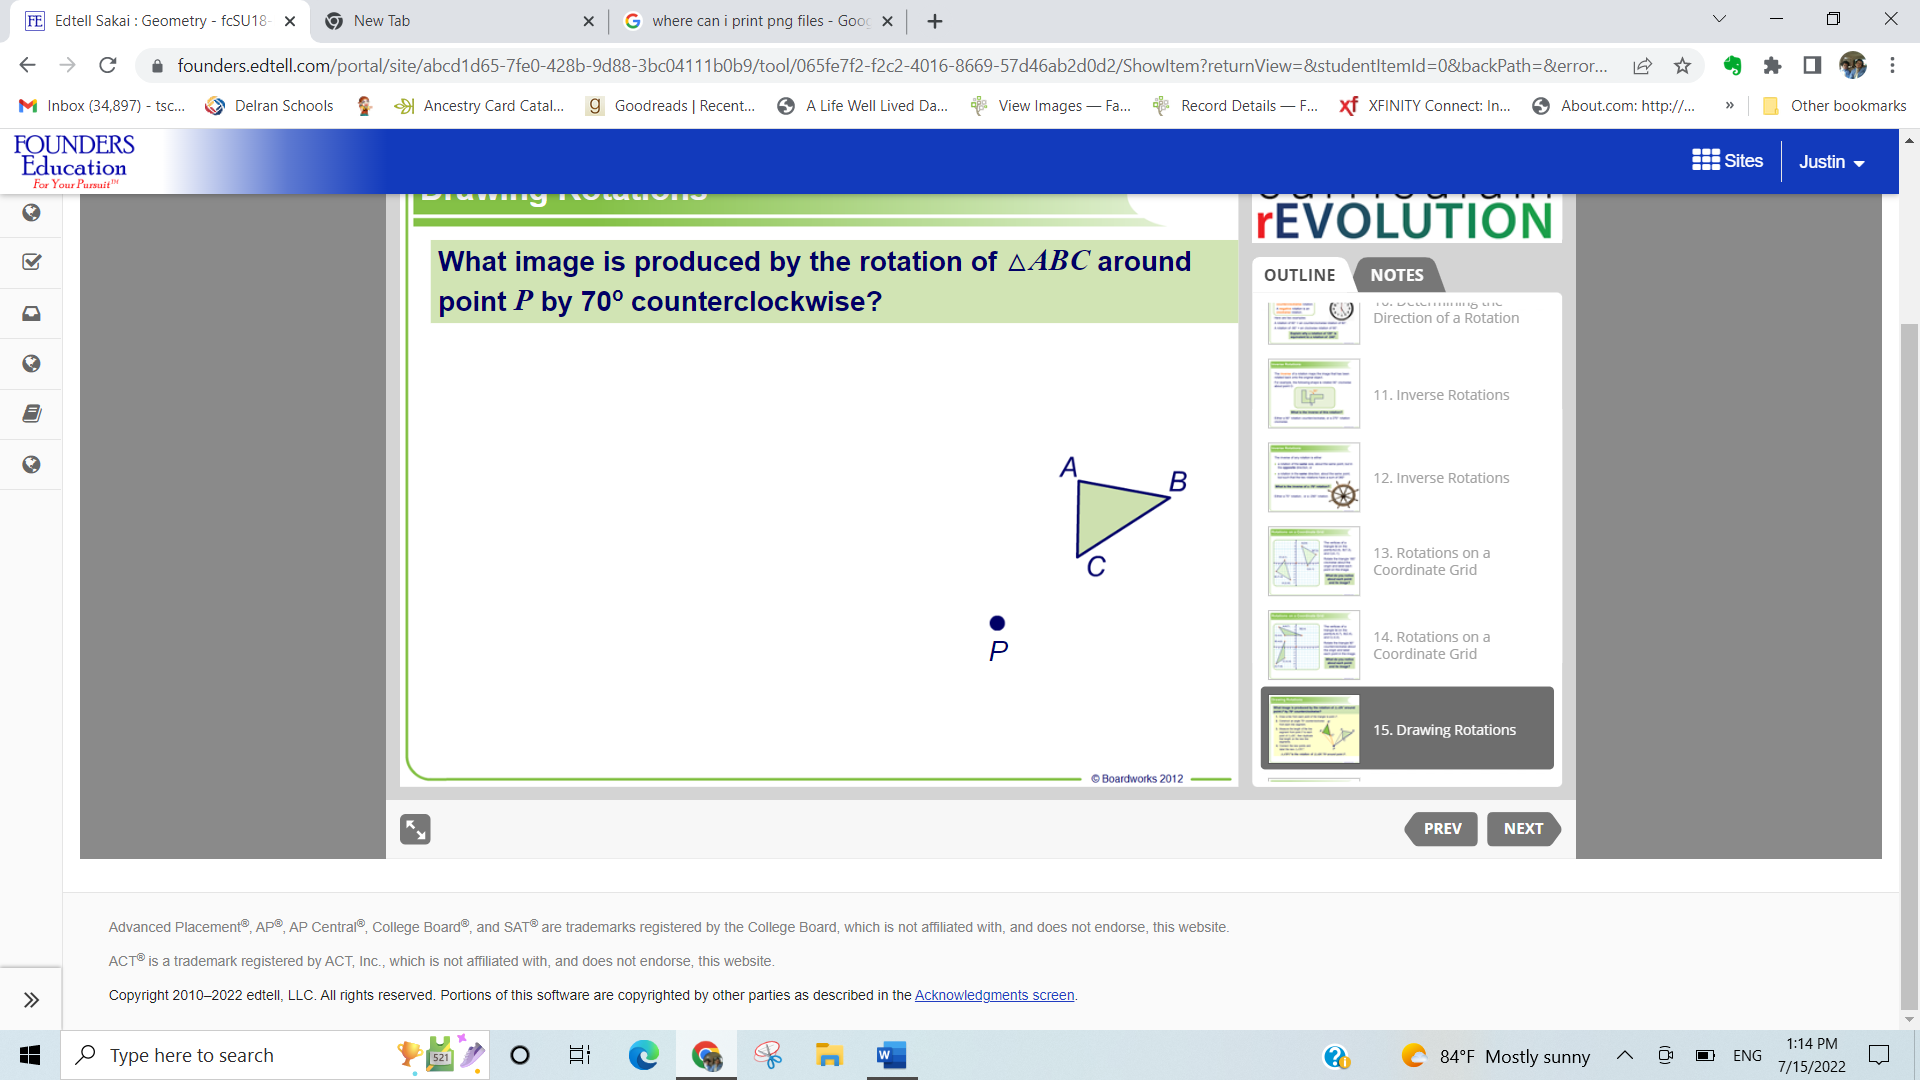 Edtell Sakai : Geometry - fcSU18-
New Tab
where can i print png files - Goog
founders.edtell.com/portal/site/abcd1d65-7fe0-428b-9d88-3bc04111b0b9/tool/065fe7f2-f2c2-4016-8669-57d46ab2d0d2/ShowItem?returnView=&studentItemId=0&backPath=&error...
Inbox (34,897) - tsc...
Delran Schools
Ancestry Card Catal...
Goodreads | Recent...
A Life Well Lived Da...
View Images — Fa...
Record Details — F...
XFINITY Connect: In...
About.com: http://...
»
Other bookmarks
FOUNDERS
Education
For Your Pursuit™
Sites
Justin
Drawing Rotations
rEVOLUTION
What image is produced by the rotation of △ABC around
point P by 70º counterclockwise?
A
B
C
P
© Boardworks 2012
OUTLINE
NOTES
10. Determining the
Direction of a Rotation
11. Inverse Rotations
12. Inverse Rotations
13. Rotations on a
Coordinate Grid
14. Rotations on a
Coordinate Grid
15. Drawing Rotations
PREV
NEXT
Advanced Placement®, AP®, AP Central®, College Board®, and SAT® are trademarks registered by the College Board, which is not affiliated with, and does not endorse, this website.
ACT® is a trademark registered by ACT, Inc., which is not affiliated with, and does not endorse, this website.
Copyright 2010–2022 edtell, LLC. All rights reserved. Portions of this software are copyrighted by other parties as described in the Acknowledgments screen.
Type here to search
521
84°F Mostly sunny
ENG
1:14 PM
7/15/2022